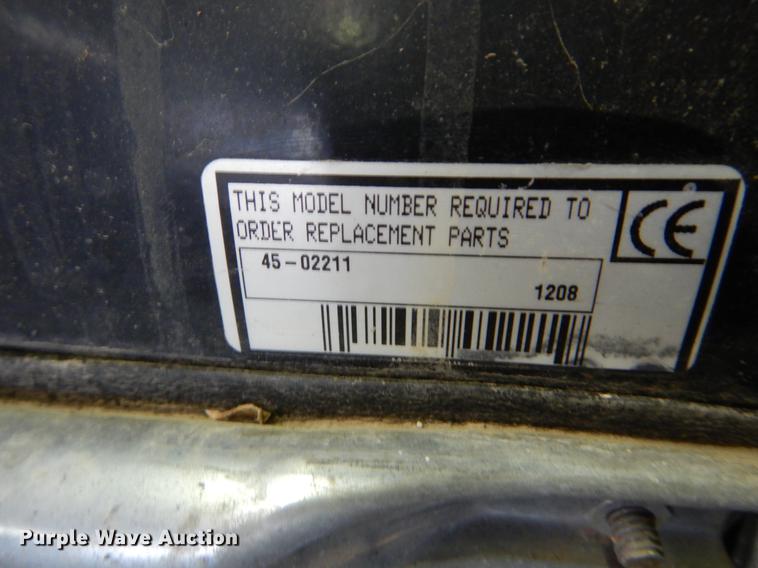 THIS MODEL NUMBER REQUIRED TO
ORDER REPLACEMENT PARTS
CE
45-02211
1208
Purple Wave Auction